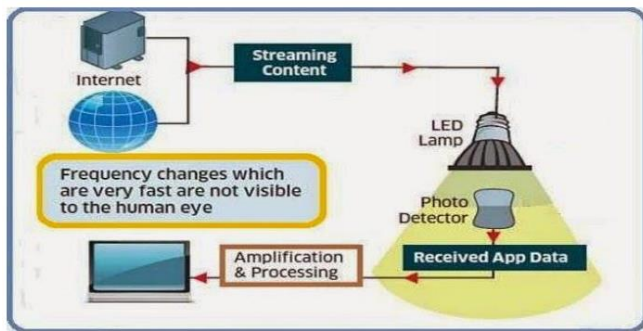 Internet
Streaming
Content
LED
Lamp
Frequency changes which
are very fast are not visible
to the human eye
Photo
Detector
Amplification
& Processing
Received App Data